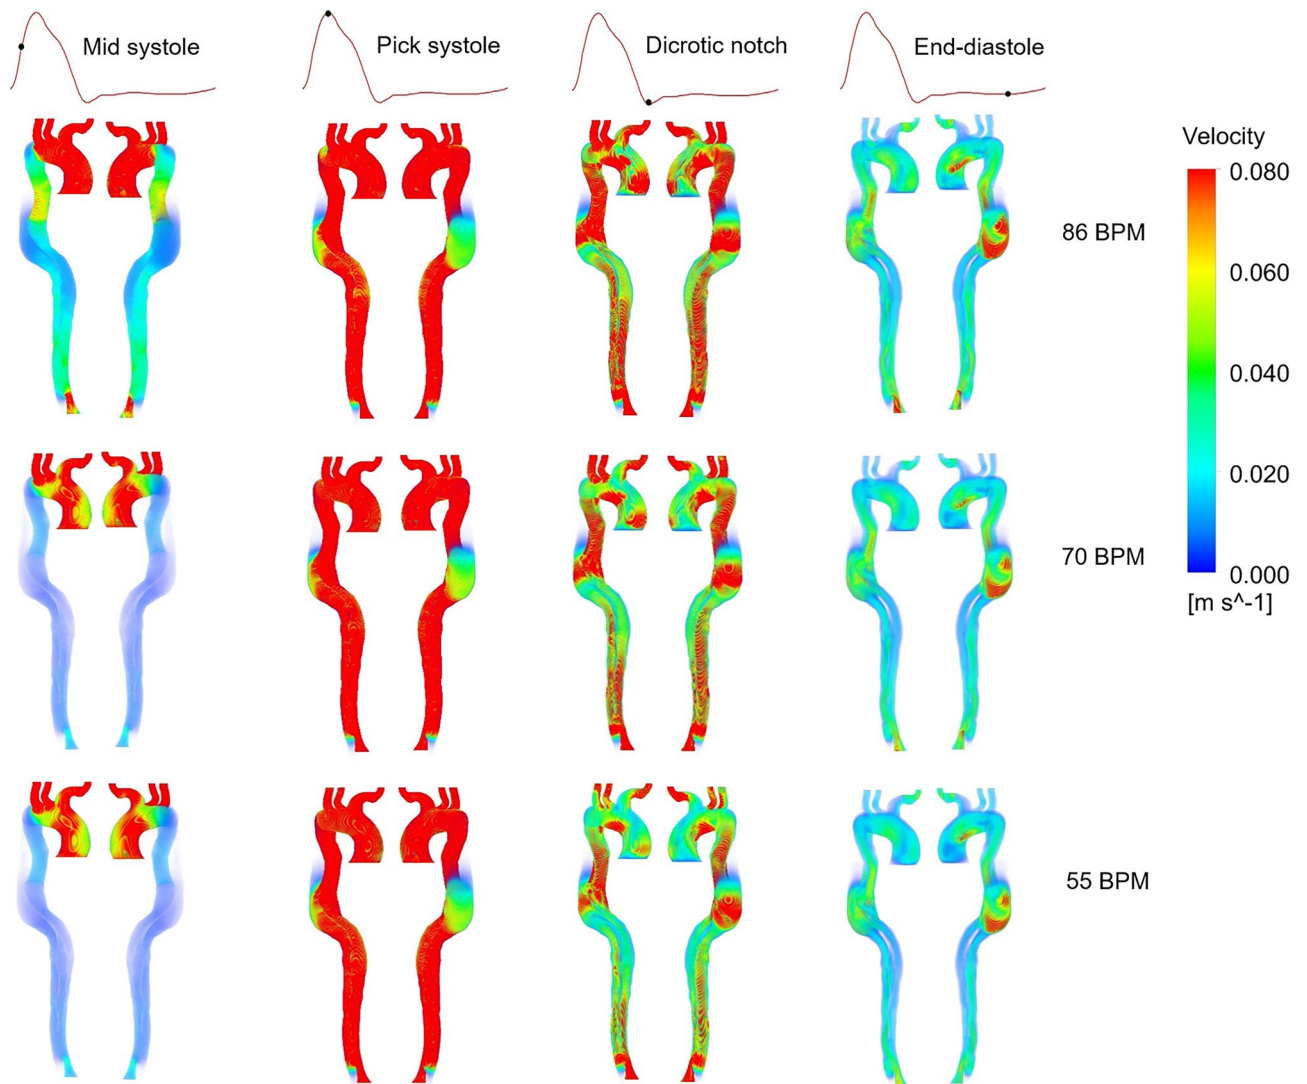 Mid systole
Pick systole
Dicrotic notch
End-diastole
Velocity
0.080
0.060
0.040
0.020
0.000
[m s^-1]
86 BPM
70 BPM
55 BPM